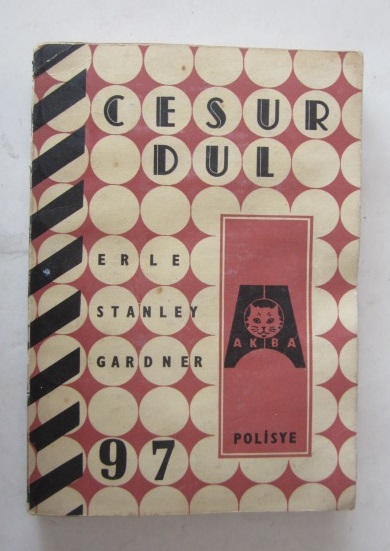 CESUR
DUL
ERLE
STANLEY
GARDNER
AKBA
POLİSYE
97